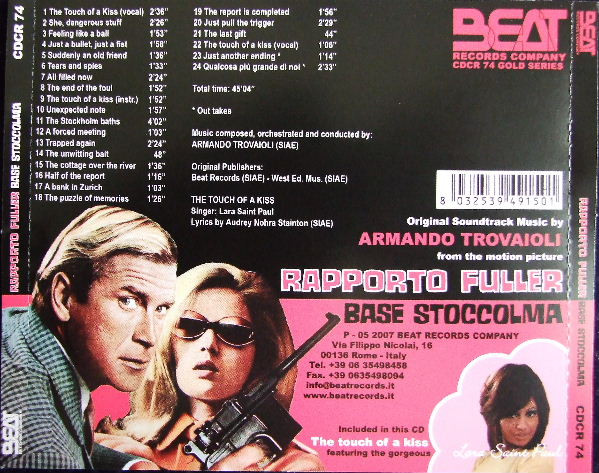 CDCR 74
RAPPORTO FULLER BASE STOCCOLMA
BEAT
1 The Touch of a Kiss (vocal) 2'36"
2 She, dangerous stuff 2'26"
3 Feeling like a ball 1'53"
4 Just a bullet, just a fist 1'58"
5 Suddenly an old friend 1'36"
6 Tears and spies 1'33"
7 All filled now 2'24"
8 The end of the foul 1'52"
9 The touch of a kiss (instr.) 1'52"
10 Unexpected note 1'57"
11 The Stockholm baths 4'02"
12 A forced meeting 1'03"
13 Trapped again 2'24"
14 The unwitting bait 48"
15 The cottage over the river 1'36"
16 Half of the report 1'16"
17 A bank in Zurich 1'03"
18 The puzzle of memories 1'26"
19 The report is completed 1'56"
20 Just pull the trigger 2'29"
21 The last gift 44"
22 The touch of a kiss (vocal) 1'06"
23 Just another ending * 1'14"
24 Qualcosa più grande di noi * 2'33"
Total time: 45'04"
* Out takes
Music composed, orchestrated and conducted by:
ARMANDO TROVAIOLI (SIAE)
Original Publishers:
Beat Records (SIAE) - West Ed. Mus. (SIAE)
THE TOUCH OF A KISS
Singer: Lara Saint Paul
Lyrics by Audrey Nohra Stainton (SIAE)
BEAT
RECORDS COMPANY
CDCR 74 GOLD SERIES
8 032539 491501
Original Soundtrack Music by
ARMANDO TROVAIOLI
from the motion picture
RAPPORTO FULLER
BASE STOCCOLMA
P - 05 2007 BEAT RECORDS COMPANY
Via Filippo Nicolai, 16
00136 Rome - Italy
Tel. +39 06 35498458
Fax. +39 0635498094
info@beatrecords.it
www.beatrecords.it
Included in this CD
The touch of a kiss
featuring the gorgeous
Lara Saint Paul
BEAT
RAPPORTO FULLER BASE STOCCOLMA
CDCR 74
BEAT